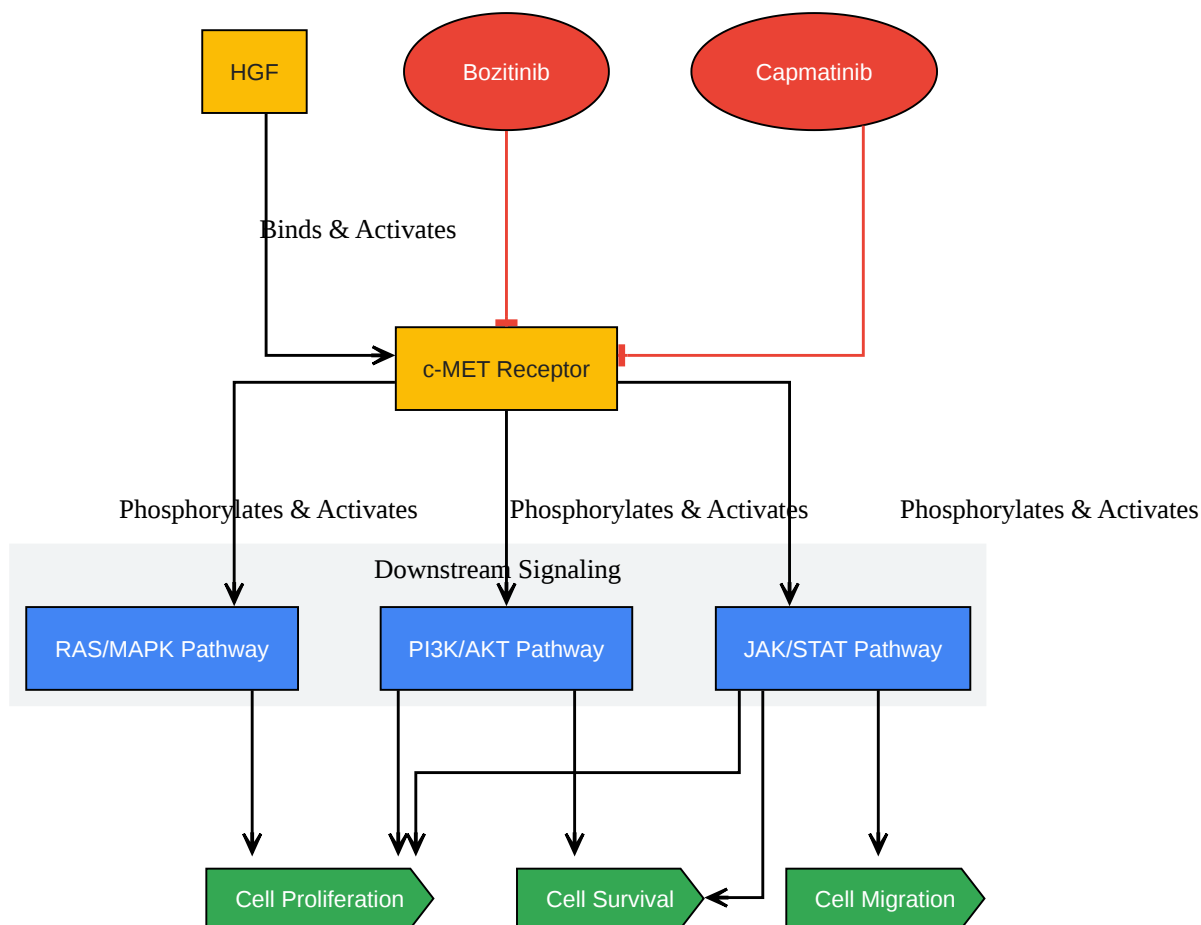 HGF
Bozitinib
Capmatinib
Binds & Activates
c-MET Receptor
Phosphorylates & Activates
Phosphorylates & Activates
Phosphorylates & Activates
Downstream Signaling
RAS/MAPK Pathway
PI3K/AKT Pathway
JAK/STAT Pathway
Cell Proliferation
Cell Survival
Cell Migration